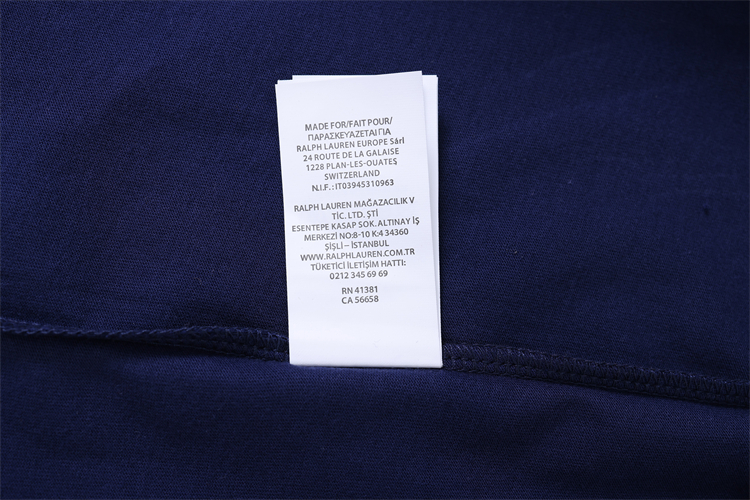 MADE FOR/FAIT POUR/
ΠΑΡΑΣΚΕΥΑΖΕΤΑΙ ΓΙΑ
RALPH LAUREN EUROPE Sárl
24 ROUTE DE LA GALAISE
1228 PLAN-LES-OUATES
SWITZERLAND
N.I.F.: IT03945310963
RALPH LAUREN MAĞAZACILIK V
TİC. LTD. ŞTİ
ESENTEPE KASAP SOK. ALTINAY İŞ
MERKEZİ NO:8-10 K:4 34360
ŞİŞLİ – İSTANBUL
WWW.RALPHLAUREN.COM.TR
TÜKETİCİ İLETİŞİM HATTI:
0212 345 69 69
RN 41381
CA 56658